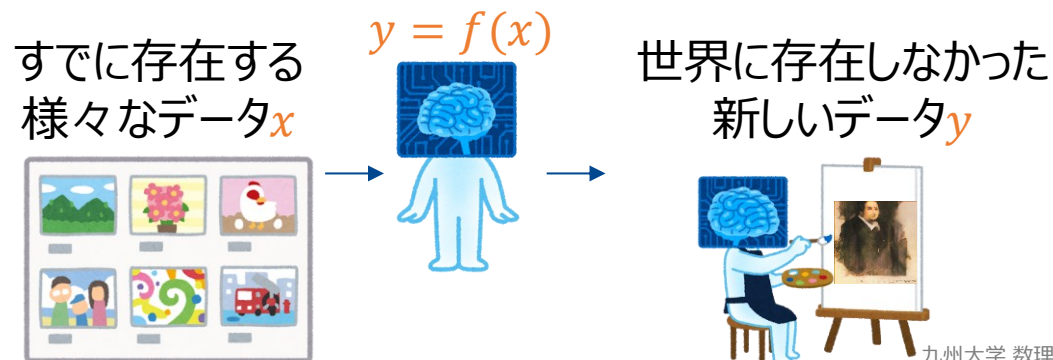 すでに存在する
様々なデータx
y = f(x)
世界に存在しなかった
新しいデータy
九州大学 数理